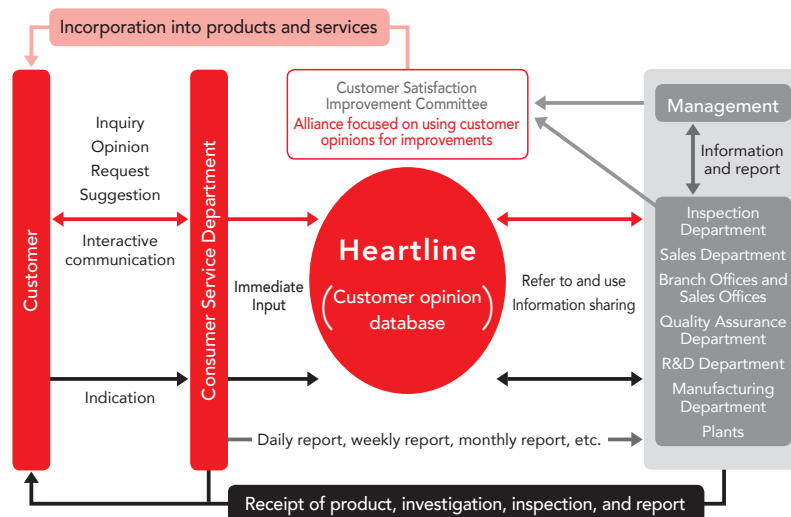 Incorporation into products and services
Customer
Inquiry
Opinion
Request
Suggestion
Interactive
communication
Indication
Consumer Service Department
Customer Satisfaction
Improvement Committee
Alliance focused on using customer
opinions for improvements
Immediate
Input
Heartline
(Customer opinion
database)
Refer to and use
Information sharing
Management
Information
and report
Inspection
Department
Sales Department
Branch Offices and
Sales Offices
Quality Assurance
Department
R&D Department
Manufacturing
Department
Plants
Daily report, weekly report, monthly report, etc.
Receipt of product, investigation, inspection, and report